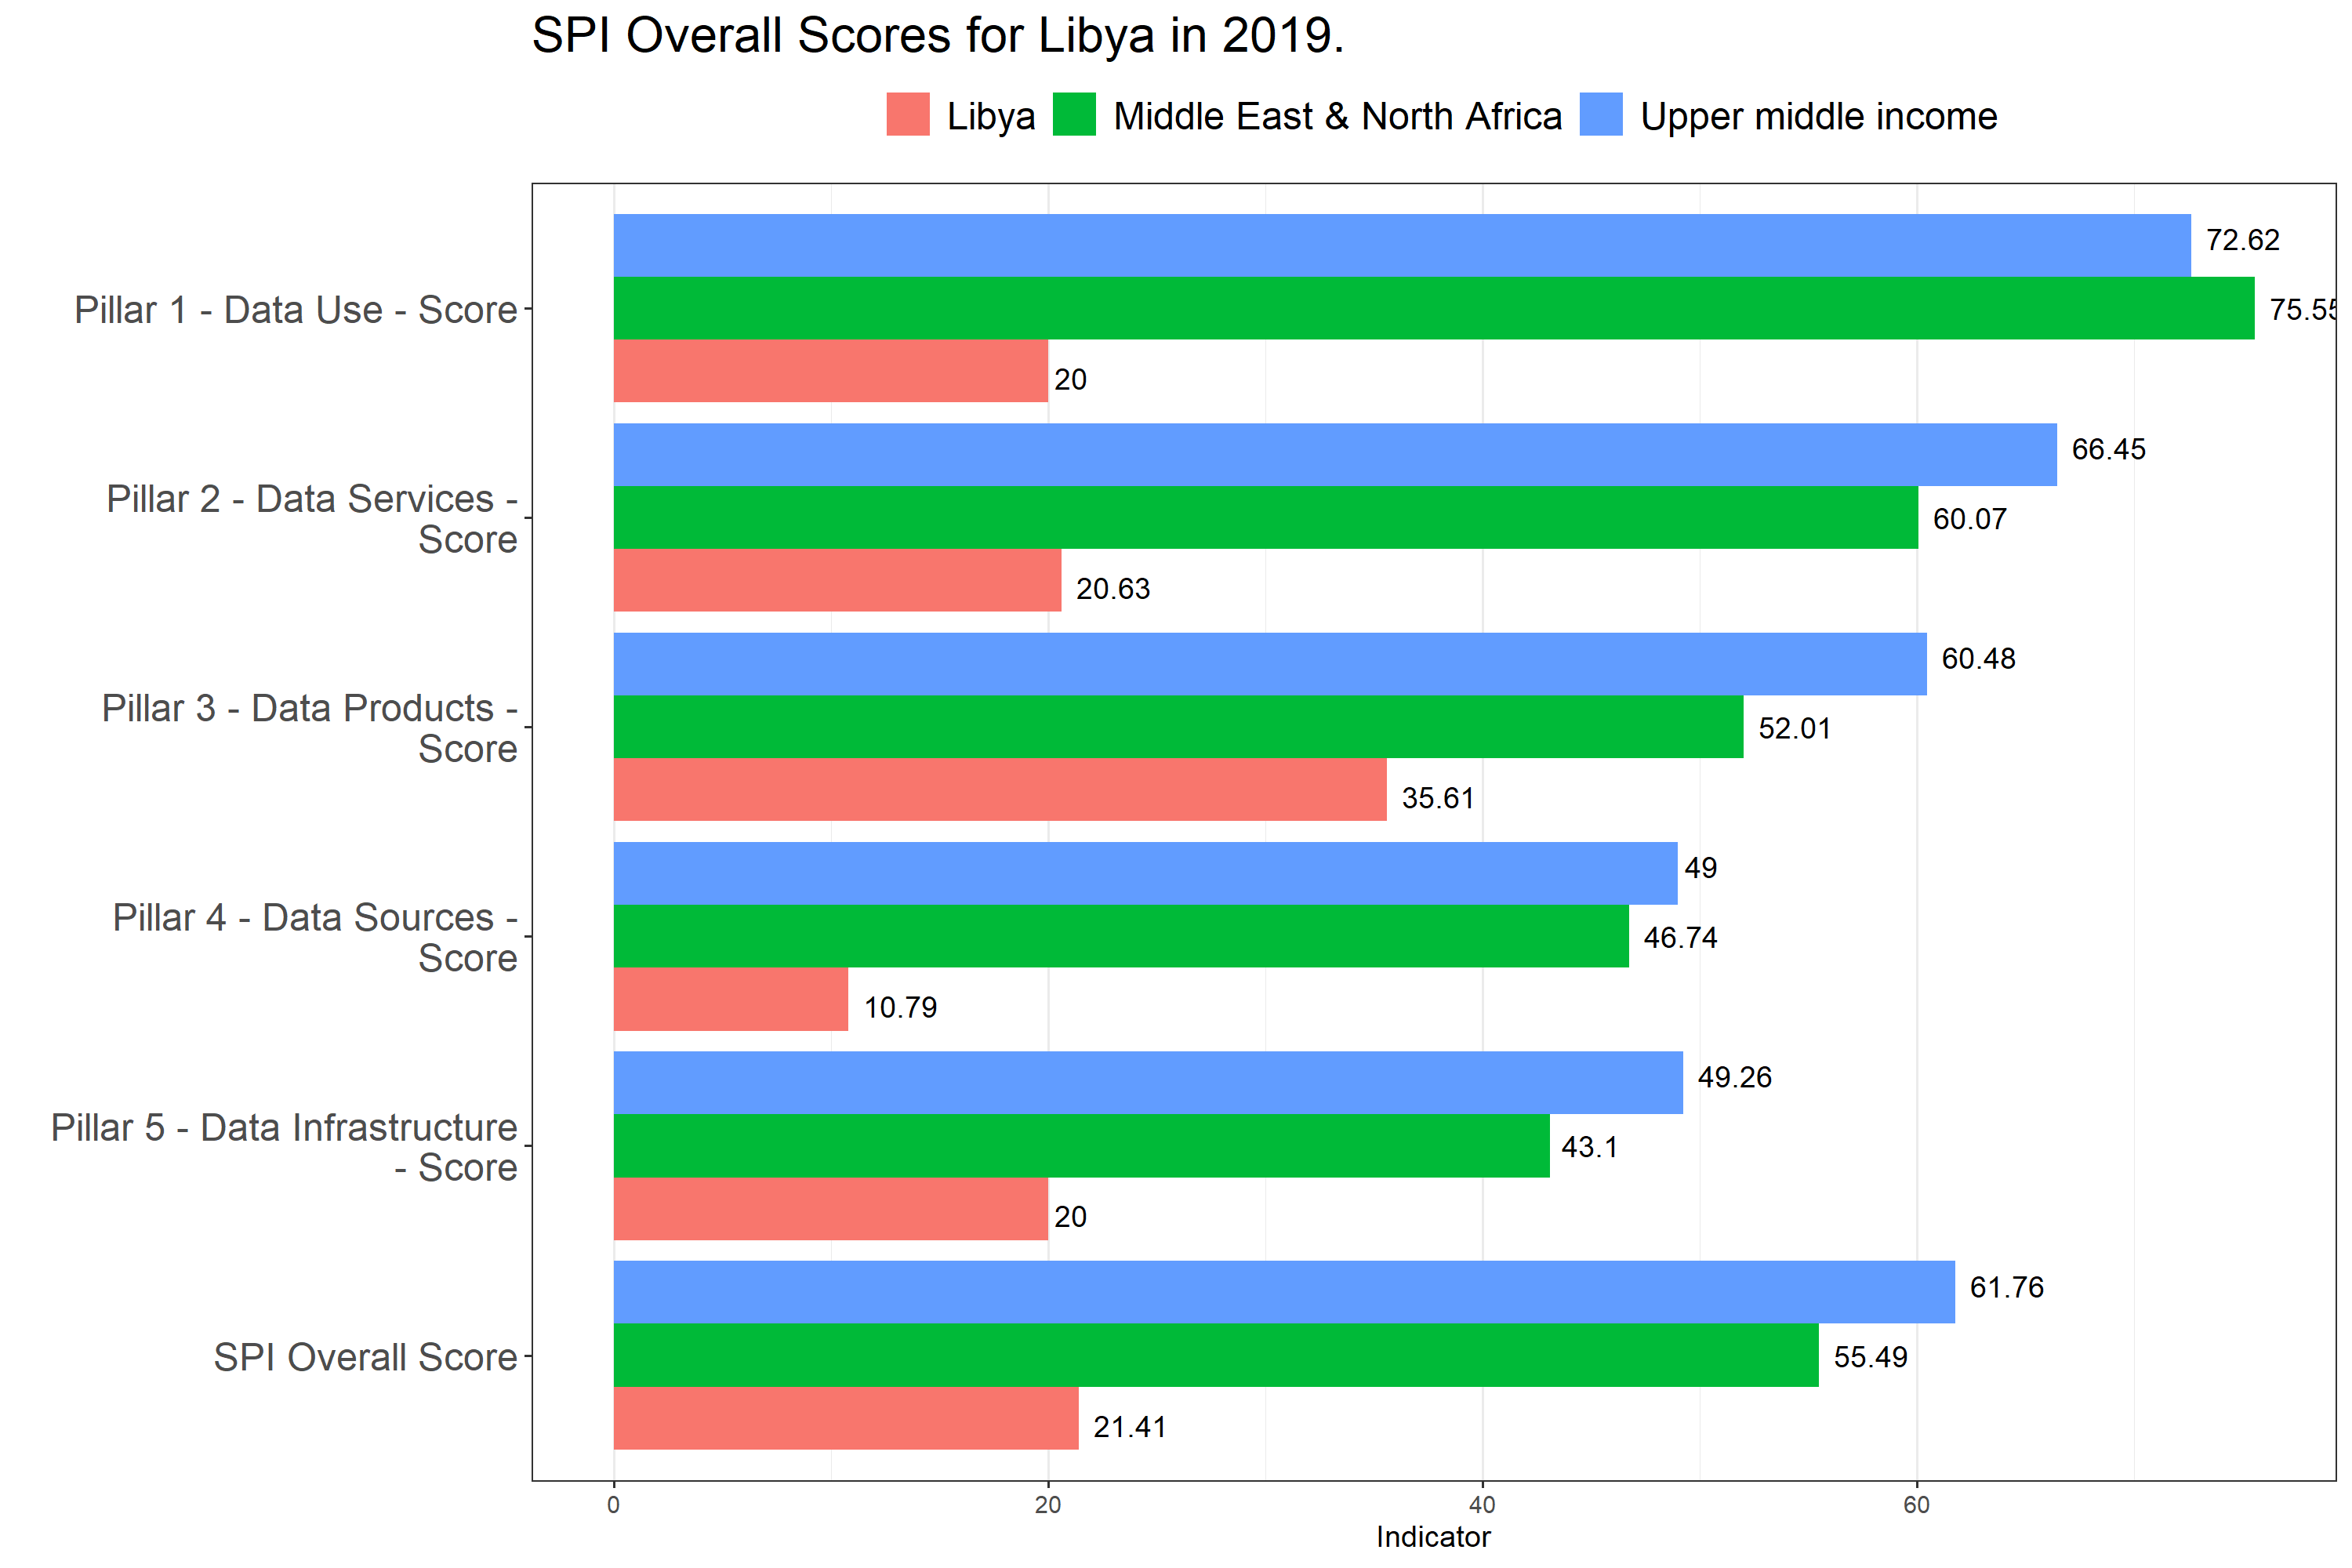 SPI Overall Scores for Libya in 2019.
Libya Middle East & North Africa Upper middle income
Pillar 1 - Data Use - Score
72.62
75.55
20
Pillar 2 - Data Services -
Score
66.45
60.07
20.63
Pillar 3 - Data Products -
Score
60.48
52.01
35.61
Pillar 4 - Data Sources -
Score
49
46.74
10.79
Pillar 5 - Data Infrastructure
- Score
49.26
43.1
20
SPI Overall Score
61.76
55.49
21.41
0 20 40 60
Indicator